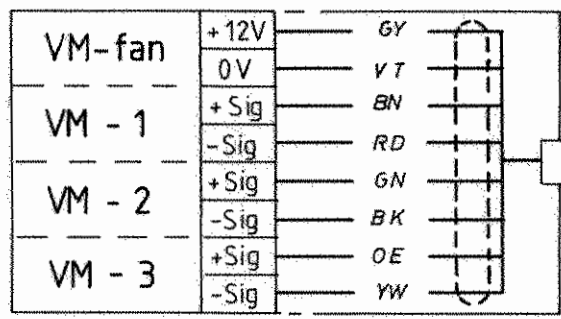 VM-fan +12V GY
0V VT
VM - 1 +Sig BN
-Sig RD
VM - 2 +Sig GN
-Sig BK
VM - 3 +Sig OE
-Sig YW